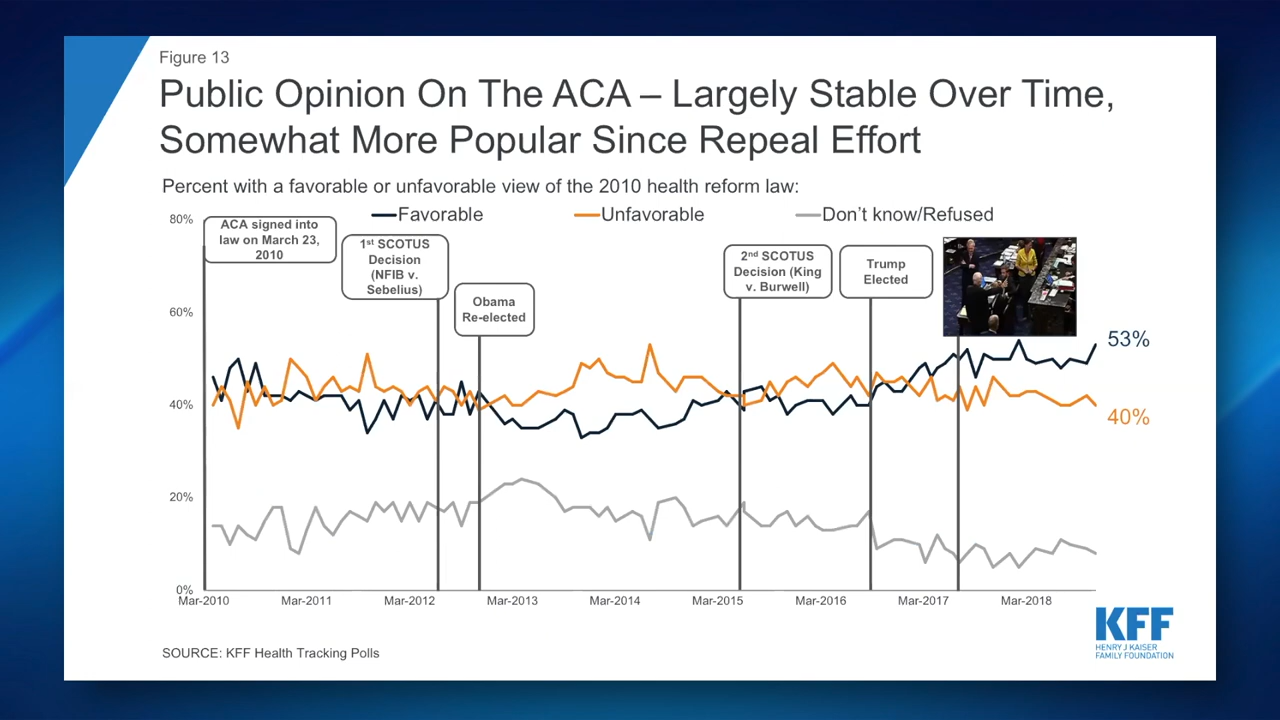 Figure 13
Public Opinion On The ACA – Largely Stable Over Time,
Somewhat More Popular Since Repeal Effort
Percent with a favorable or unfavorable view of the 2010 health reform law:
Favorable
Unfavorable
Don't know/Refused
80%
60%
40%
20%
0%
ACA signed into
law on March 23,
2010
1st SCOTUS
Decision
(NFIB v.
Sebelius)
Obama
Re-elected
2nd SCOTUS
Decision (King
v. Burwell)
Trump
Elected
53%
40%
Mar-2010
Mar-2011
Mar-2012
Mar-2013
Mar-2014
Mar-2015
Mar-2016
Mar-2017
Mar-2018
SOURCE: KFF Health Tracking Polls
KFF
HENRY J KAISER
FAMILY FOUNDATION